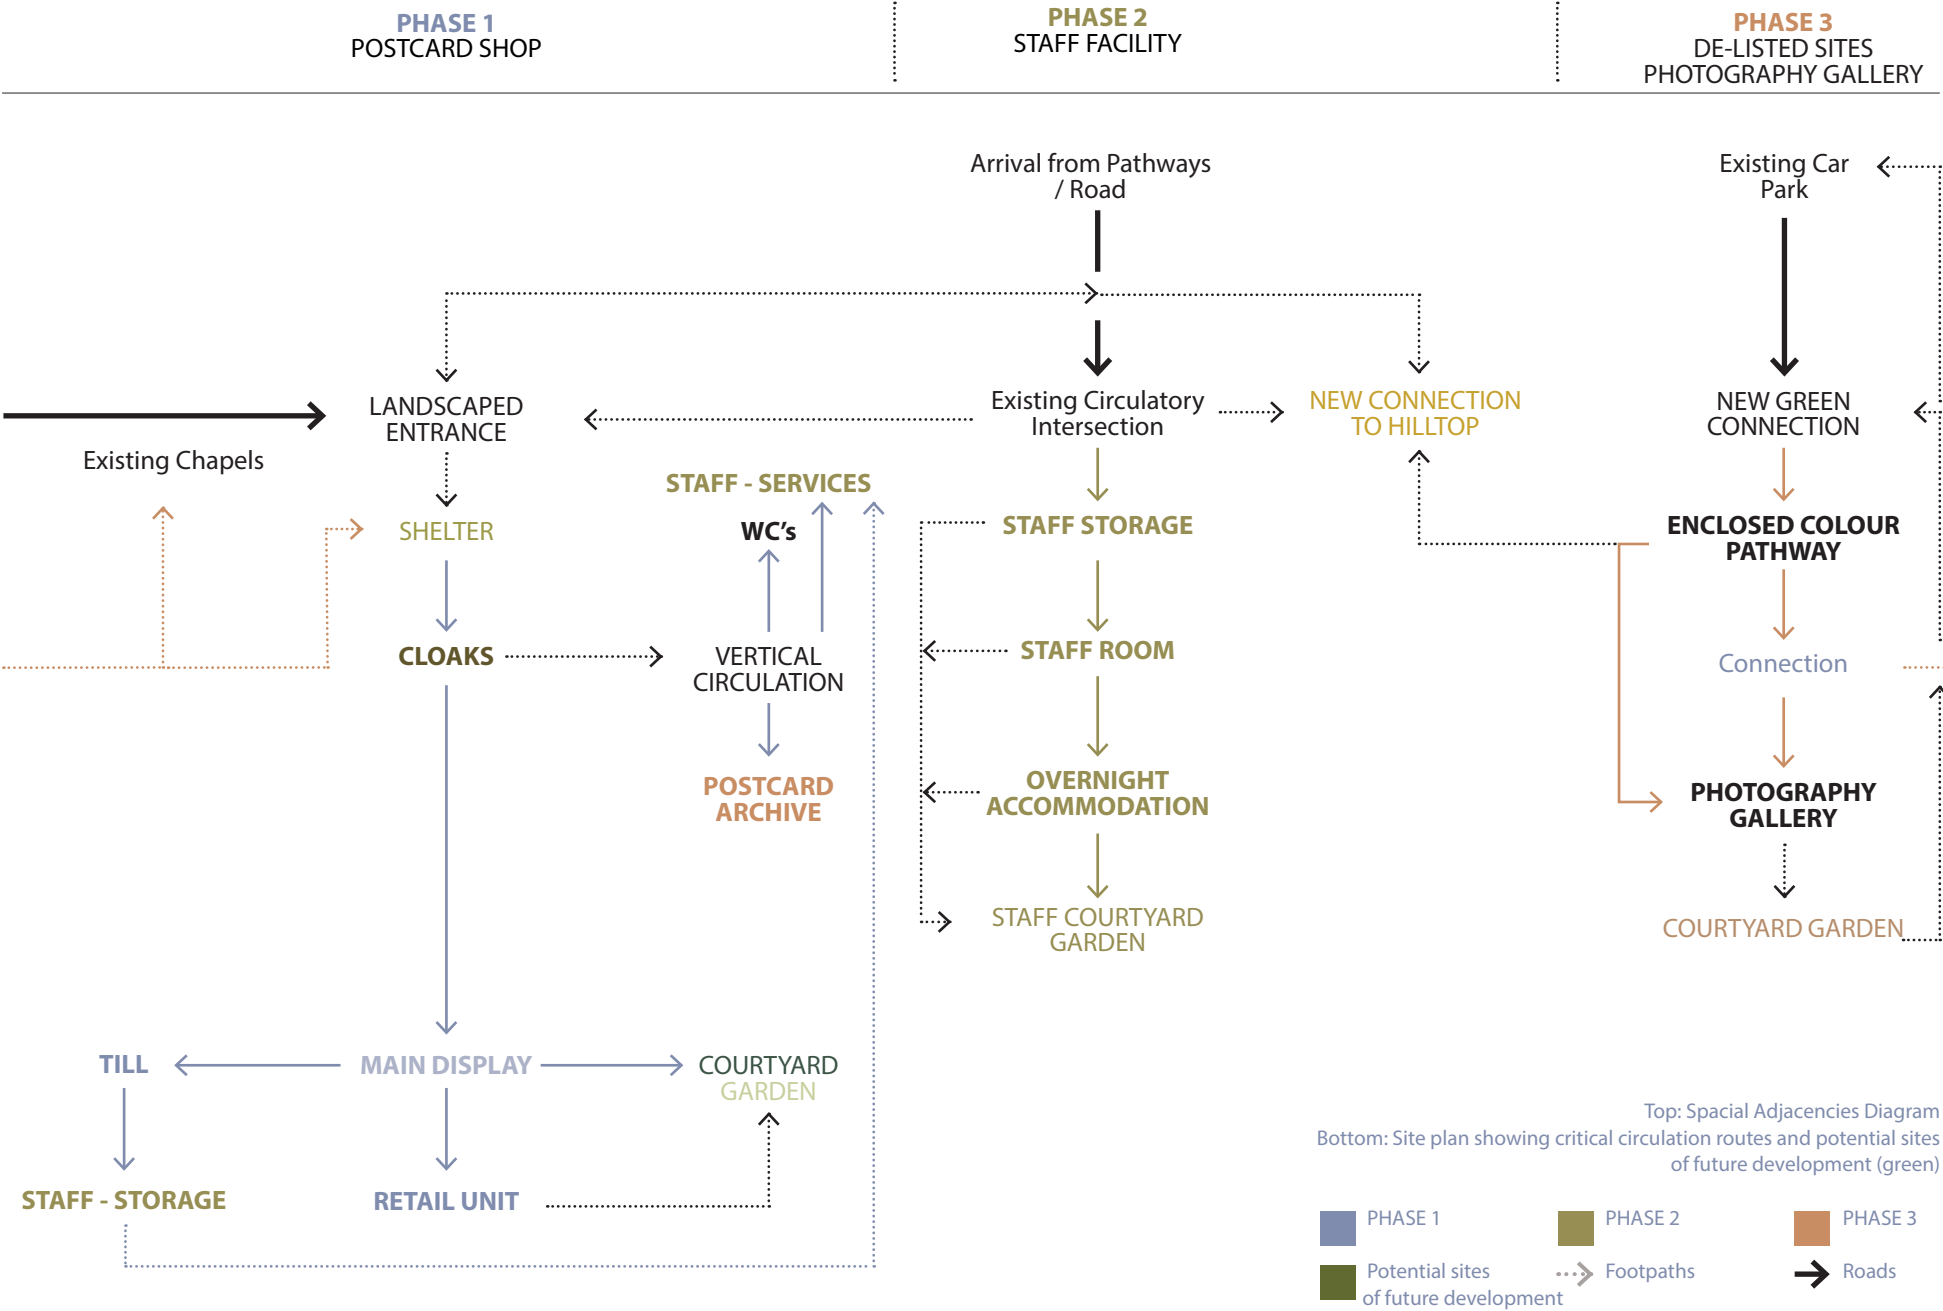 PHASE 1
POSTCARD SHOP
PHASE 2
STAFF FACILITY
PHASE 3
DE-LISTED SITES
PHOTOGRAPHY GALLERY
Arrival from Pathways
/ Road
Existing Car
Park
LANDSCAPED
ENTRANCE
Existing Circulatory
Intersection
NEW CONNECTION
TO HILLTOP
NEW GREEN
CONNECTION
Existing Chapels
STAFF - SERVICES
SHELTER
WC's
STAFF STORAGE
ENCLOSED COLOUR
PATHWAY
CLOAKS
VERTICAL
CIRCULATION
STAFF ROOM
Connection
POSTCARD
ARCHIVE
OVERNIGHT
ACCOMMODATION
PHOTOGRAPHY
GALLERY
STAFF COURTYARD
GARDEN
COURTYARD GARDEN
TILL
MAIN DISPLAY
COURTYARD
GARDEN
STAFF - STORAGE
RETAIL UNIT
Top: Spacial Adjacencies Diagram
Bottom: Site plan showing critical circulation routes and potential sites
of future development (green)
PHASE 1
PHASE 2
PHASE 3
Potential sites
of future development
Footpaths
Roads